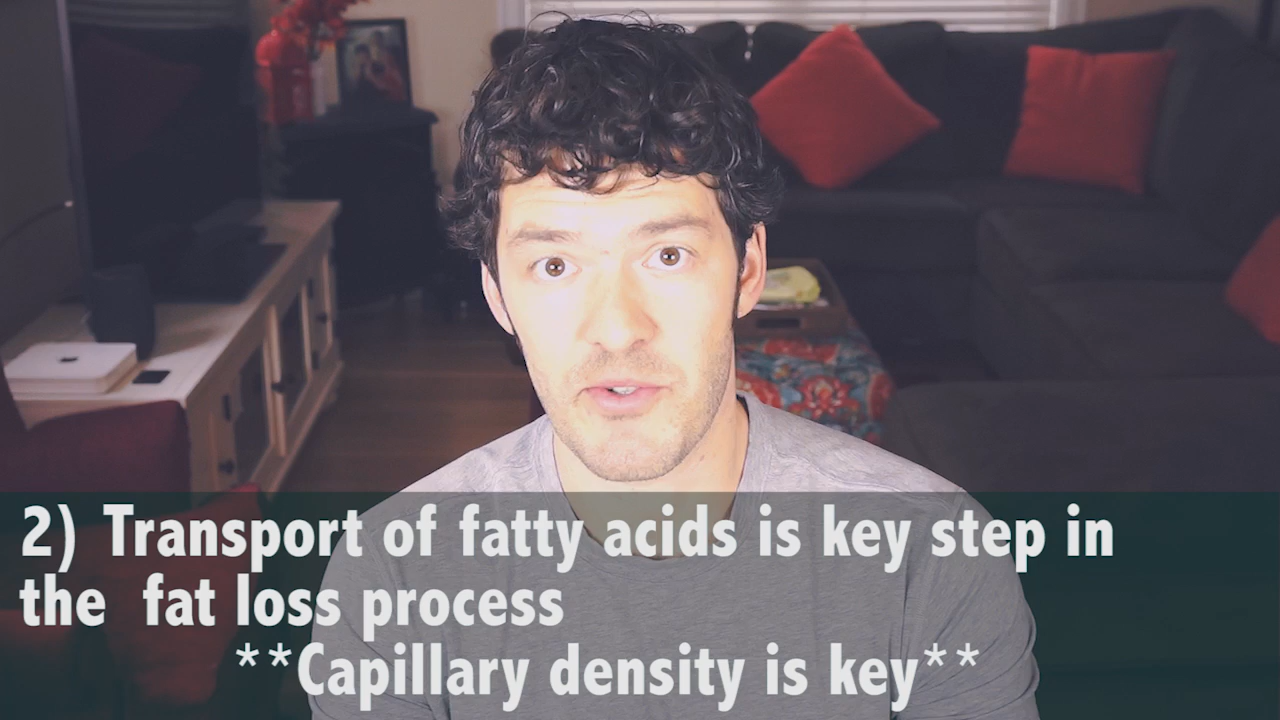 2) Transport of fatty acids is key step in
the fat loss process
**Capillary density is key**